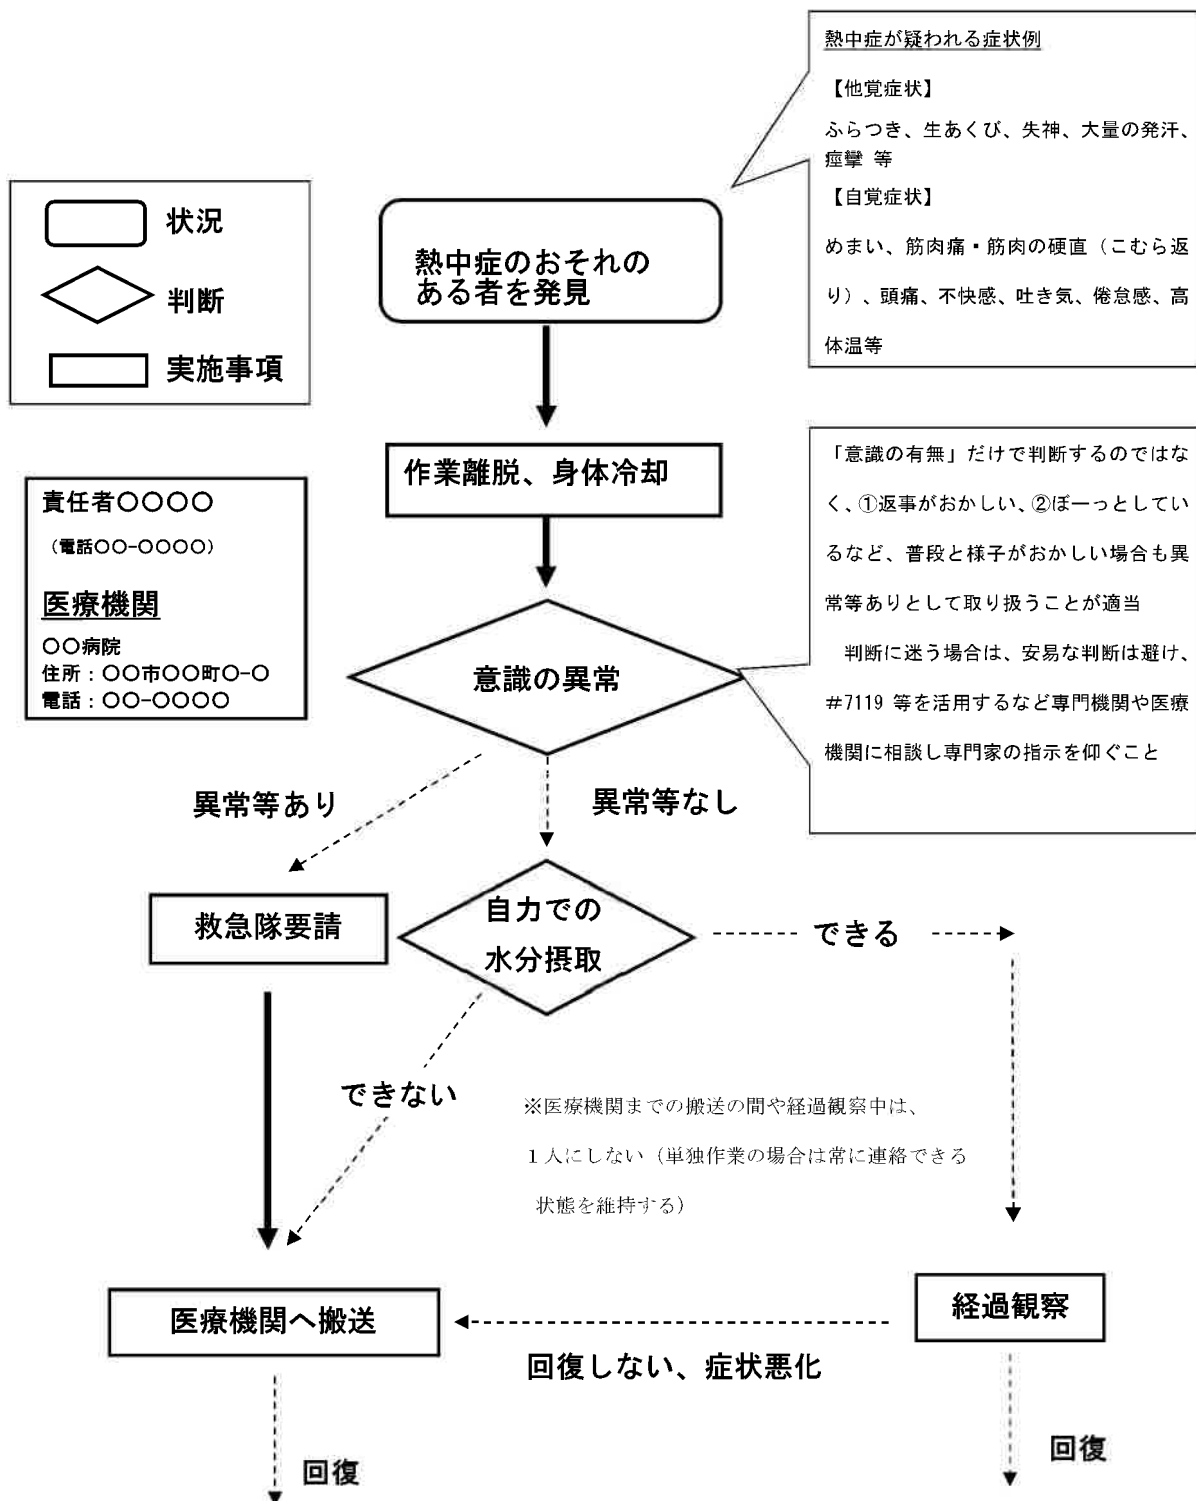 熱中症が疑われる症状例
【他覚症状】
ふらつき、生あくび、失神、大量の発汗、
痙攣 等
【自覚症状】
めまい、筋肉痛・筋肉の硬直（こむら返
り）、頭痛、不快感、吐き気、倦怠感、高
体温等
状況
判断
実施事項
熱中症のおそれの
ある者を発見
作業離脱、身体冷却
責任者〇〇〇〇
（電話〇〇-〇〇〇〇）
医療機関
〇〇病院
住所：〇〇市〇〇町〇-〇
電話：〇〇-〇〇〇〇
「意識の有無」だけで判断するのではな
く、①返事がおかしい、②ぼーっとしてい
るなど、普段と様子がおかしい場合も異
常等ありとして取り扱うことが適当
判断に迷う場合は、安易な判断は避け、
＃7119 等を活用するなど専門機関や医療
機関に相談し専門家の指示を仰ぐこと
意識の異常
異常等あり
異常等なし
救急隊要請
自力での
水分摂取
できる
できない
※医療機関までの搬送の間や経過観察中は、
１人にしない（単独作業の場合は常に連絡できる
状態を維持する）
医療機関へ搬送
経過観察
回復しない、症状悪化
回復
回復